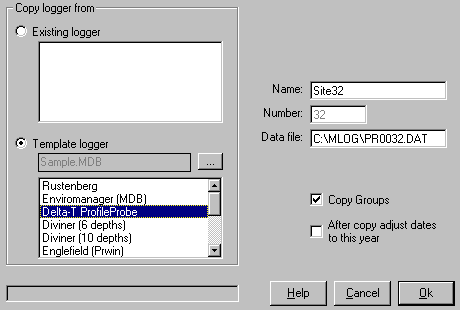 Copy logger from
Existing logger
Template logger
Sample.MDB
...
Rustenberg
Enviromanager (MDB)
Delta-T ProfileProbe
Diviner (6 depths)
Diviner (10 depths)
Englefield (Prwin)
Name: Site32
Number: 32
Data file: C:\MLOG\PR0032.DAT
Copy Groups
After copy adjust dates
to this year
Help Cancel Ok